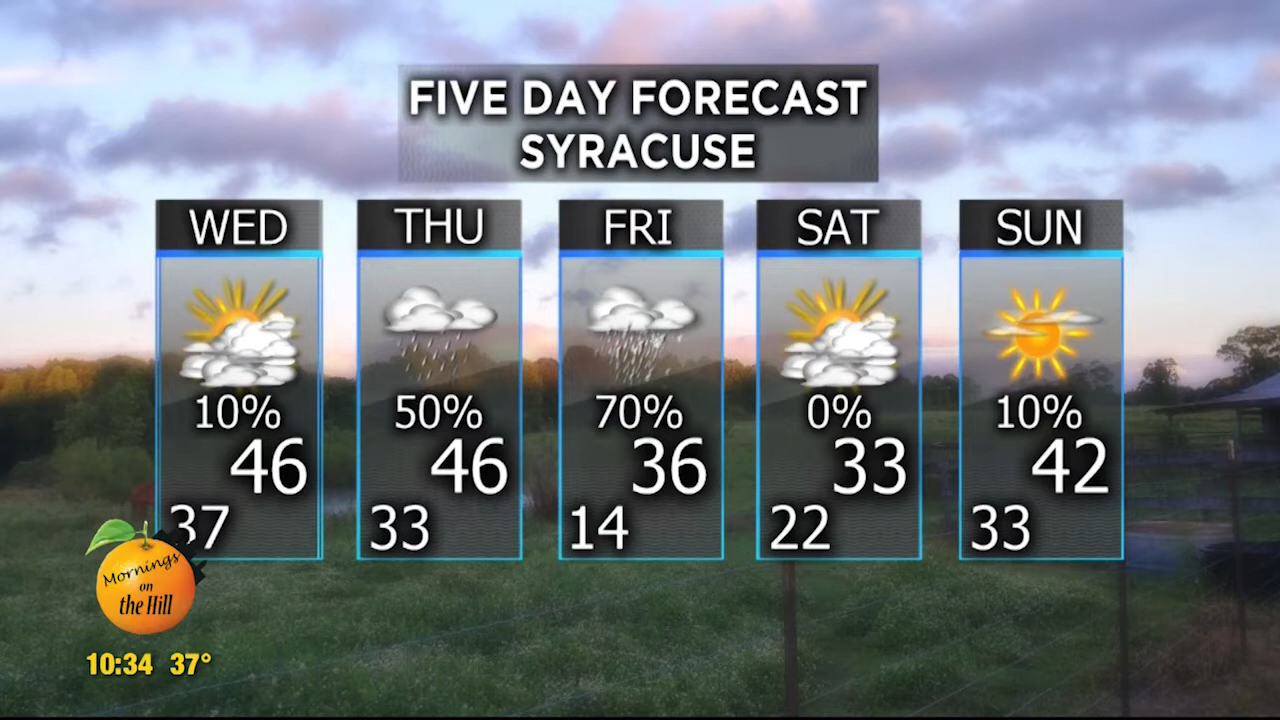 FIVE DAY FORECAST
SYRACUSE
WED
10%
46
37
THU
50%
46
33
FRI
70%
36
14
SAT
0%
33
22
SUN
10%
42
33
Mornings
on
the Hill
10:34 37°